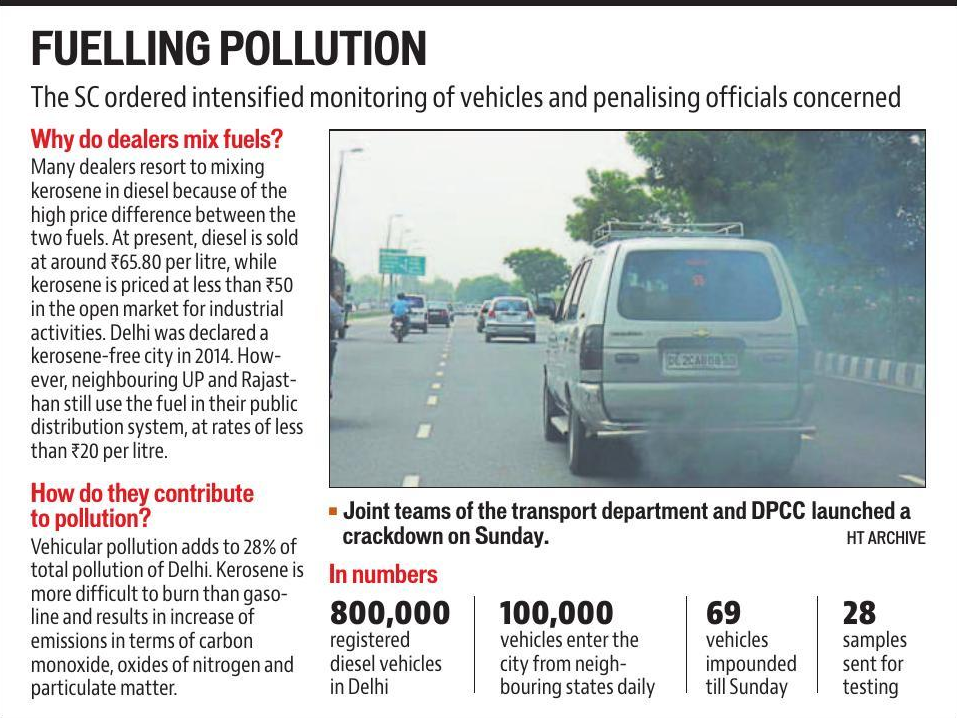 FUELLING POLLUTION
The SC ordered intensified monitoring of vehicles and penalising officials concerned
Why do dealers mix fuels?
Many dealers resort to mixing
kerosene in diesel because of the
high price difference between the
two fuels. At present, diesel is sold
at around ₹65.80 per litre, while
kerosene is priced at less than ₹50
in the open market for industrial
activities. Delhi was declared a
kerosene-free city in 2014. How-
ever, neighbouring UP and Rajast-
han still use the fuel in their public
distribution system, at rates of less
than ₹20 per litre.
How do they contribute
to pollution?
Vehicular pollution adds to 28% of
total pollution of Delhi. Kerosene is
more difficult to burn than gaso-
line and results in increase of
emissions in terms of carbon
monoxide, oxides of nitrogen and
particulate matter.
Joint teams of the transport department and DPCC launched a
crackdown on Sunday.
HT ARCHIVE
In numbers
800,000
registered
diesel vehicles
in Delhi
100,000
vehicles enter the
city from neigh-
bouring states daily
69
vehicles
impounded
till Sunday
28
samples
sent for
testing